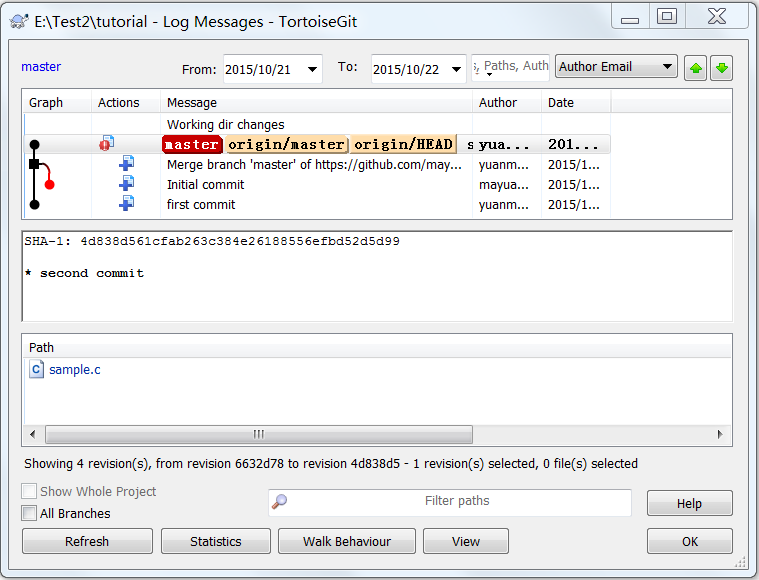 E:\Test2\tutorial - Log Messages - TortoiseGit
master From: 2015/10/21 To: 2015/10/22 Paths, Auth Author Email
Graph Actions Message Author Date
Working dir changes
master origin/master origin/HEAD s yua... 201...
Merge branch 'master' of https://github.com/may... yuanm... 2015/1...
Initial commit mayua... 2015/1...
first commit yuanm... 2015/1...
SHA-1: 4d838d561cfab263c384e26188556efbd52d5d99
* second commit
Path
C sample.c
Showing 4 revision(s), from revision 6632d78 to revision 4d838d5 - 1 revision(s) selected, 0 file(s) selected
Show Whole Project
Filter paths Help
All Branches
Refresh Statistics Walk Behaviour View OK